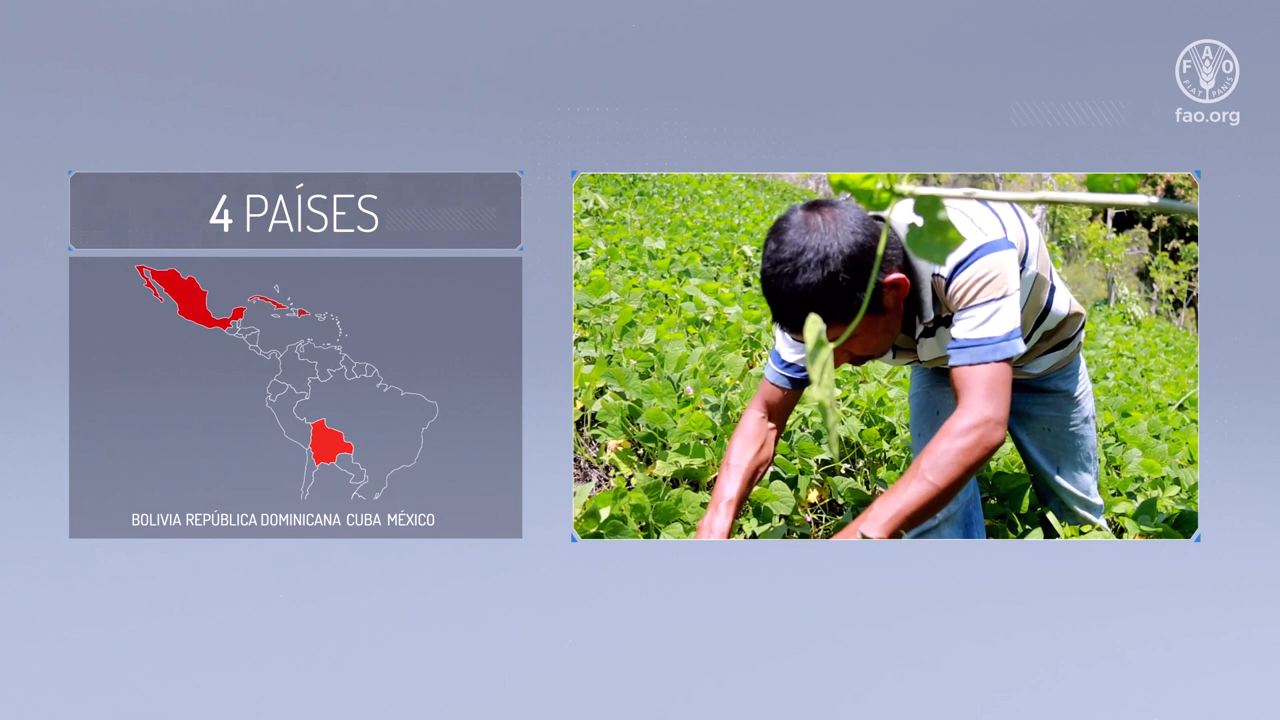 FAO
FIAT PANIS
fao.org
4 PAÍSES
BOLIVIA REPÚBLICA DOMINICANA CUBA MÉXICO